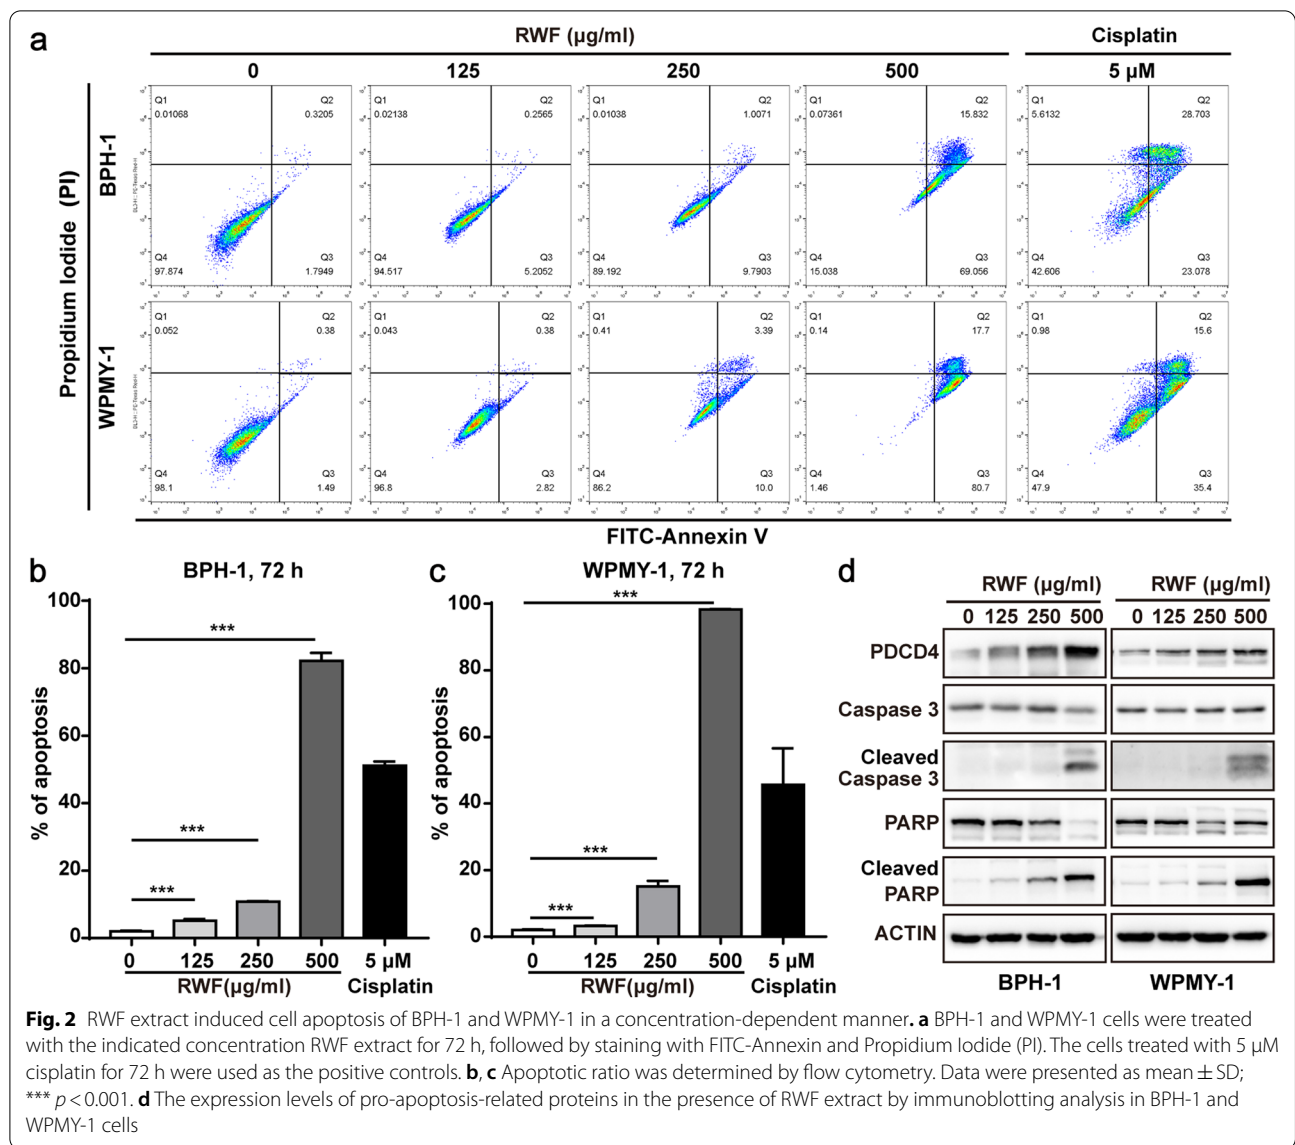 a
RWF (µg/ml)
Cisplatin
0 125 250 500 5 µM
Propidium Iodide (PI)
BPH-1
Q1 Q2
0.01068 0.3205
Q4 Q3
97.874 1.7949
Q1 Q2
0.02138 0.2565
Q4 Q3
94.517 5.2052
Q1 Q2
0.01038 1.0071
Q4 Q3
89.192 9.7903
Q1 Q2
0.07361 15.832
Q4 Q3
15.038 69.056
Q1 Q2
5.6132 28.703
Q4 Q3
42.606 23.078
WPMY-1
Q1 Q2
0.052 0.38
Q4 Q3
98.1 1.49
Q1 Q2
0.043 0.38
Q4 Q3
96.8 2.82
Q1 Q2
0.41 3.39
Q4 Q3
86.2 10.0
Q1 Q2
0.14 17.7
Q4 Q3
1.46 80.7
Q1 Q2
0.98 15.6
Q4 Q3
47.9 35.4
FITC-Annexin V
b
BPH-1, 72 h
% of apoptosis
100
80
60
40
20
0
***
***
***
0 125 250 500 5 µM
RWF(µg/ml) Cisplatin
c
WPMY-1, 72 h
% of apoptosis
100
80
60
40
20
0
***
***
***
0 125 250 500 5 µM
RWF(µg/ml) Cisplatin
d
RWF (µg/ml) RWF (µg/ml)
0 125 250 500 0 125 250 500
PDCD4
Caspase 3
Cleaved
Caspase 3
PARP
Cleaved
PARP
ACTIN
BPH-1 WPMY-1
Fig. 2 RWF extract induced cell apoptosis of BPH-1 and WPMY-1 in a concentration-dependent manner. a BPH-1 and WPMY-1 cells were treated
with the indicated concentration RWF extract for 72 h, followed by staining with FITC-Annexin and Propidium Iodide (PI). The cells treated with 5 µM
cisplatin for 72 h were used as the positive controls. b, c Apoptotic ratio was determined by flow cytometry. Data were presented as mean ± SD;
*** p < 0.001. d The expression levels of pro-apoptosis-related proteins in the presence of RWF extract by immunoblotting analysis in BPH-1 and
WPMY-1 cells